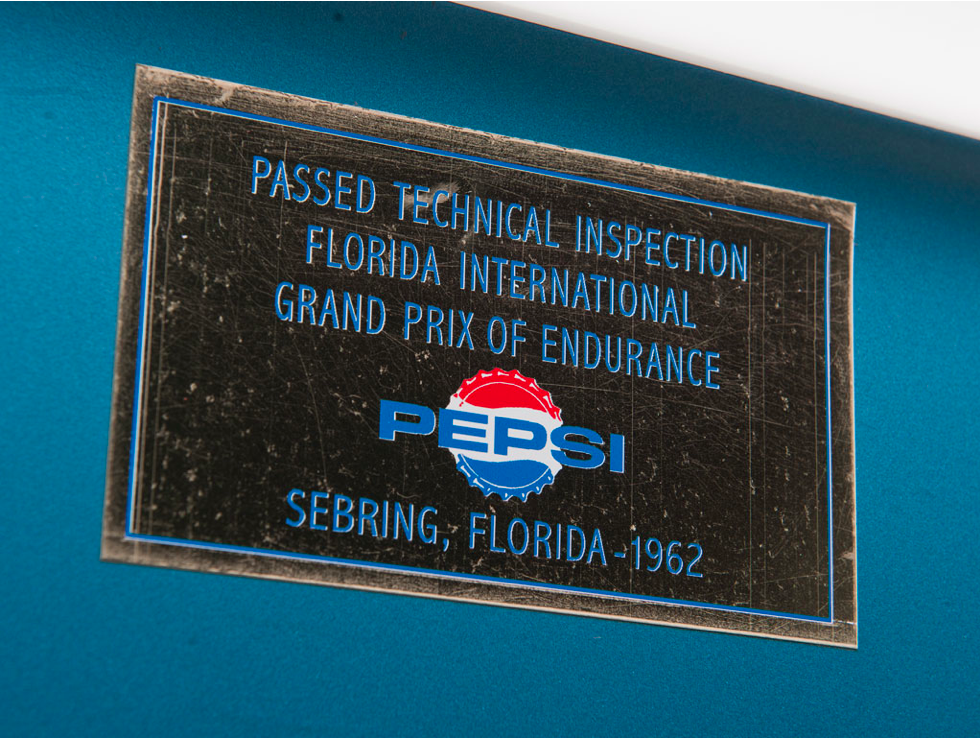 PASSED TECHNICAL INSPECTION
FLORIDA INTERNATIONAL
GRAND PRIX OF ENDURANCE
PEPSI
SEBRING, FLORIDA-1962